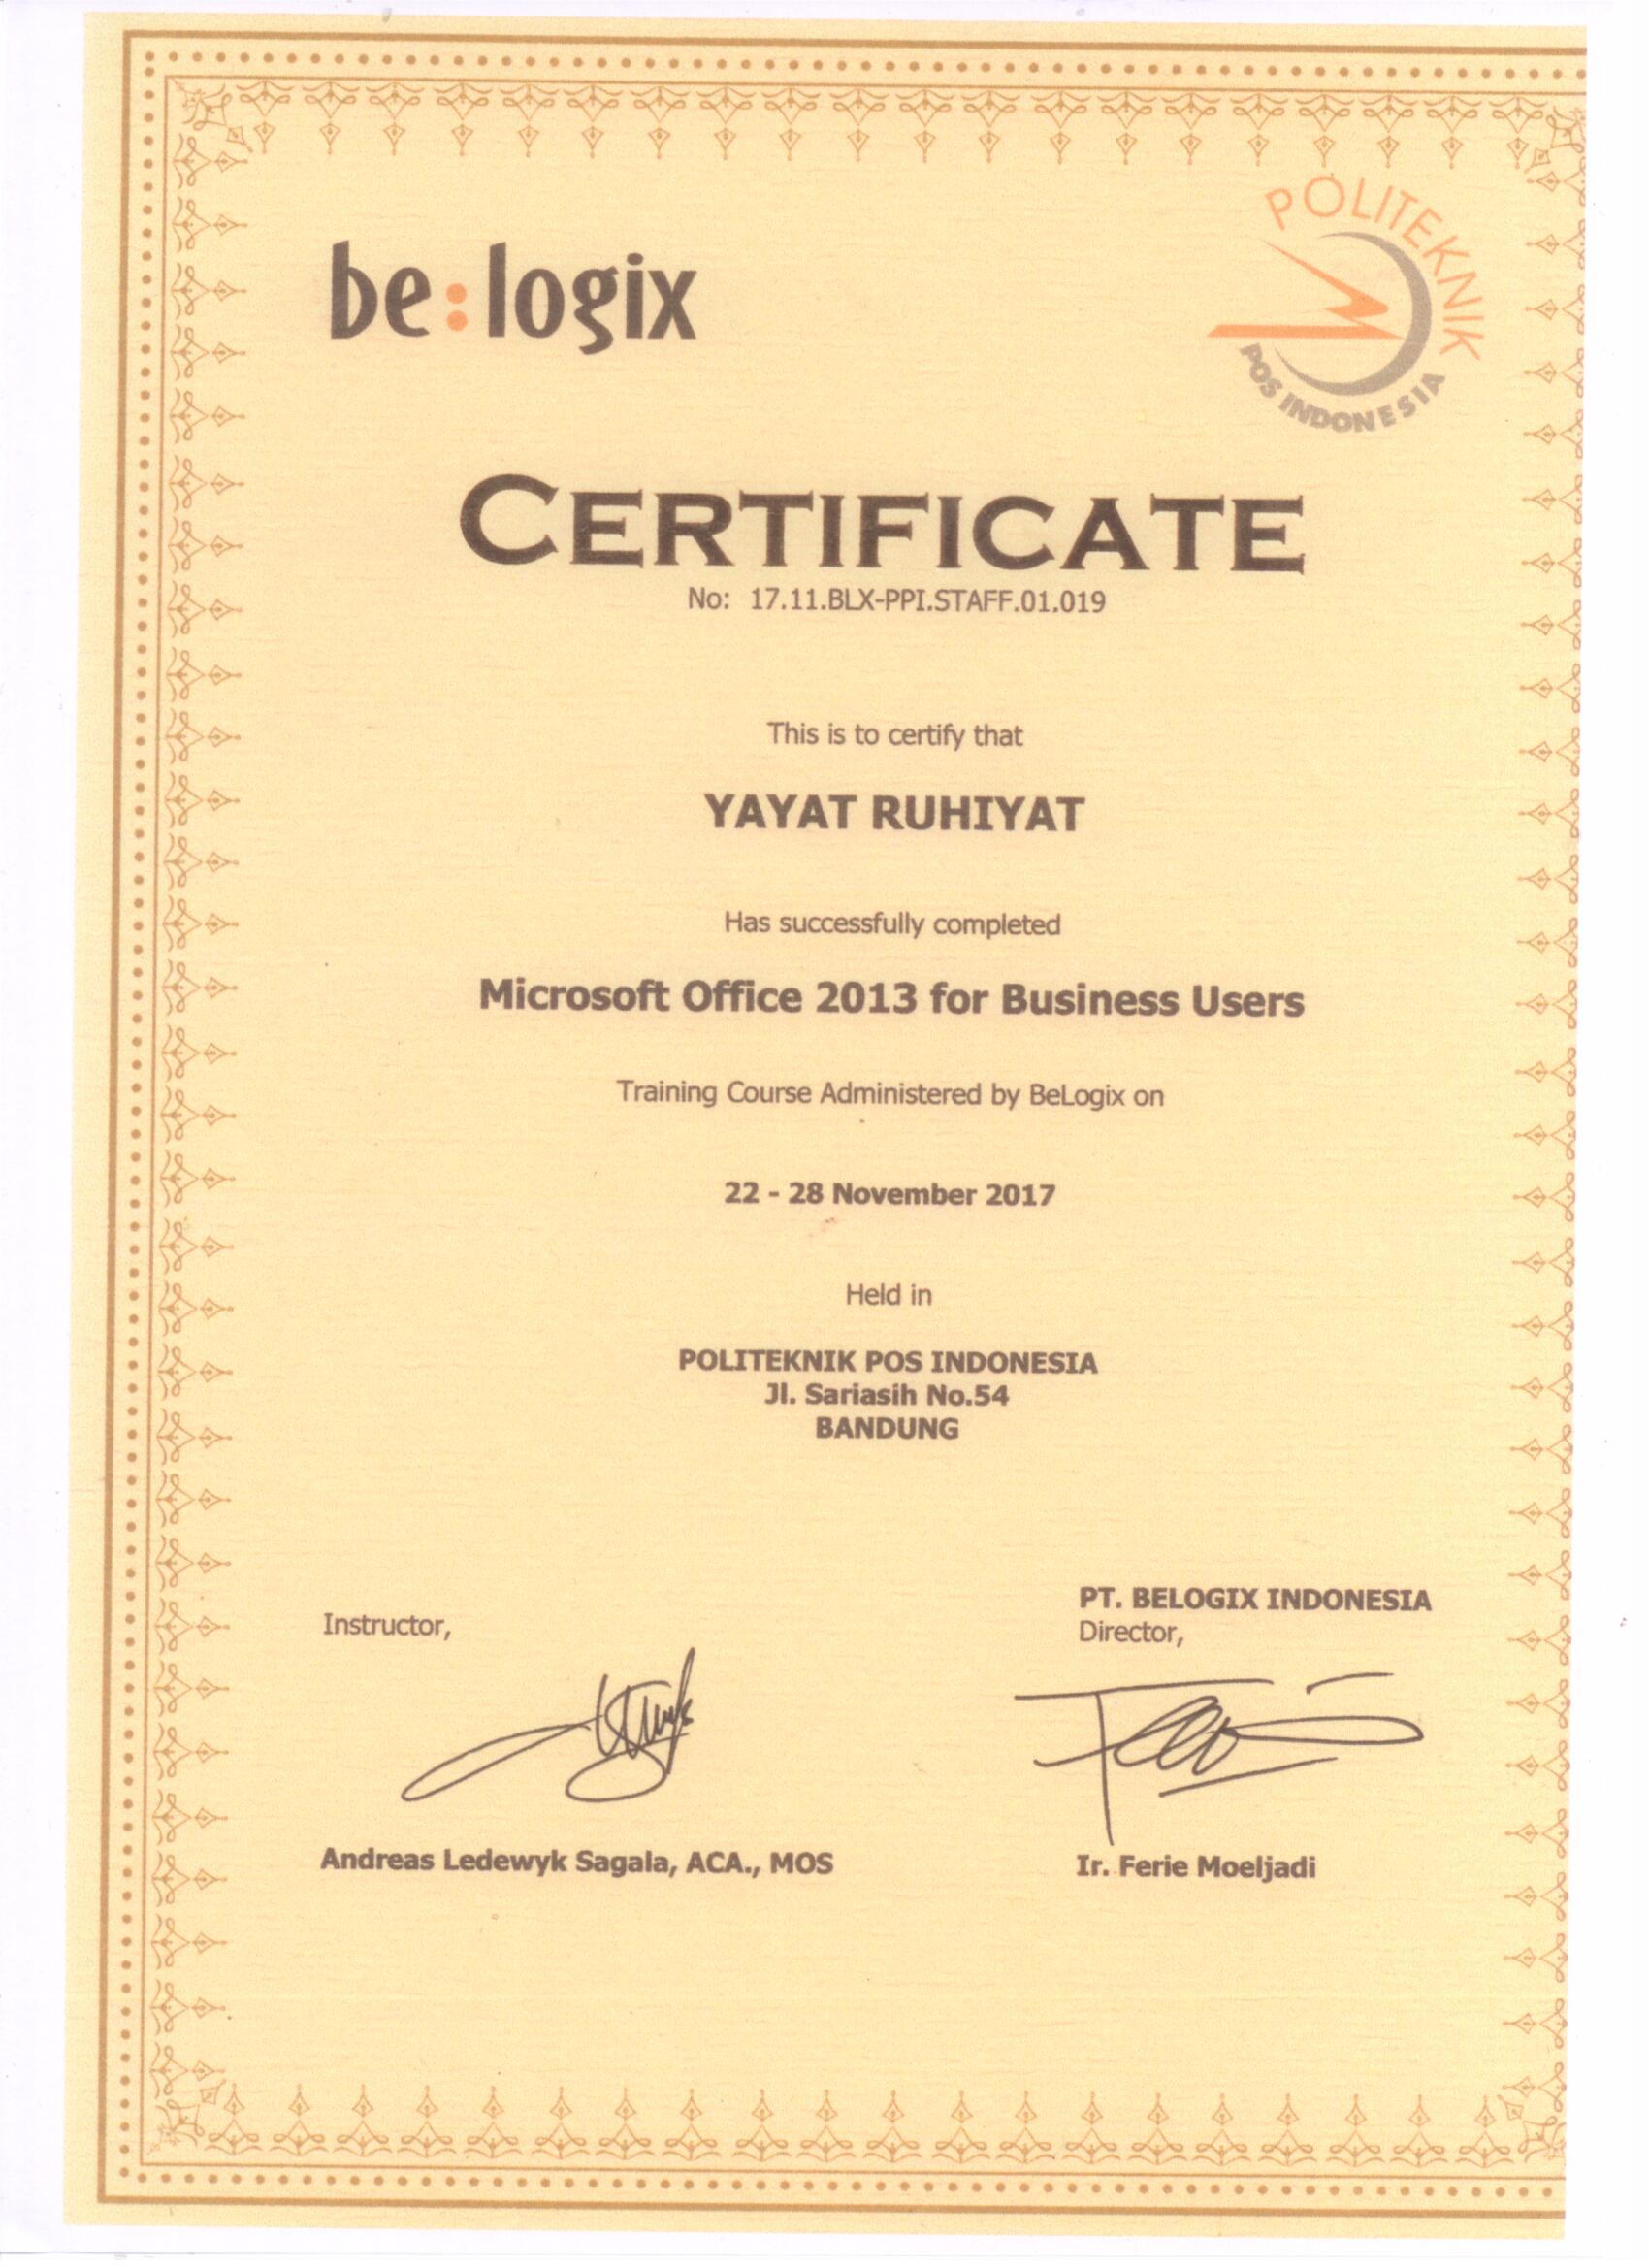 be:logix
POLITEKNIK
POS INDONESIA
CERTIFICATE
No: 17.11.BLX-PPI.STAFF.01.019
This is to certify that
YAYAT RUHIYAT
Has successfully completed
Microsoft Office 2013 for Business Users
Training Course Administered by BeLogix on
22 - 28 November 2017
Held in
POLITEKNIK POS INDONESIA
Jl. Sariasih No.54
BANDUNG
PT. BELOGIX INDONESIA
Instructor,
Director,
Andreas Ledewyk Sagala, ACA., MOS
Ir. Ferie Moeljadi